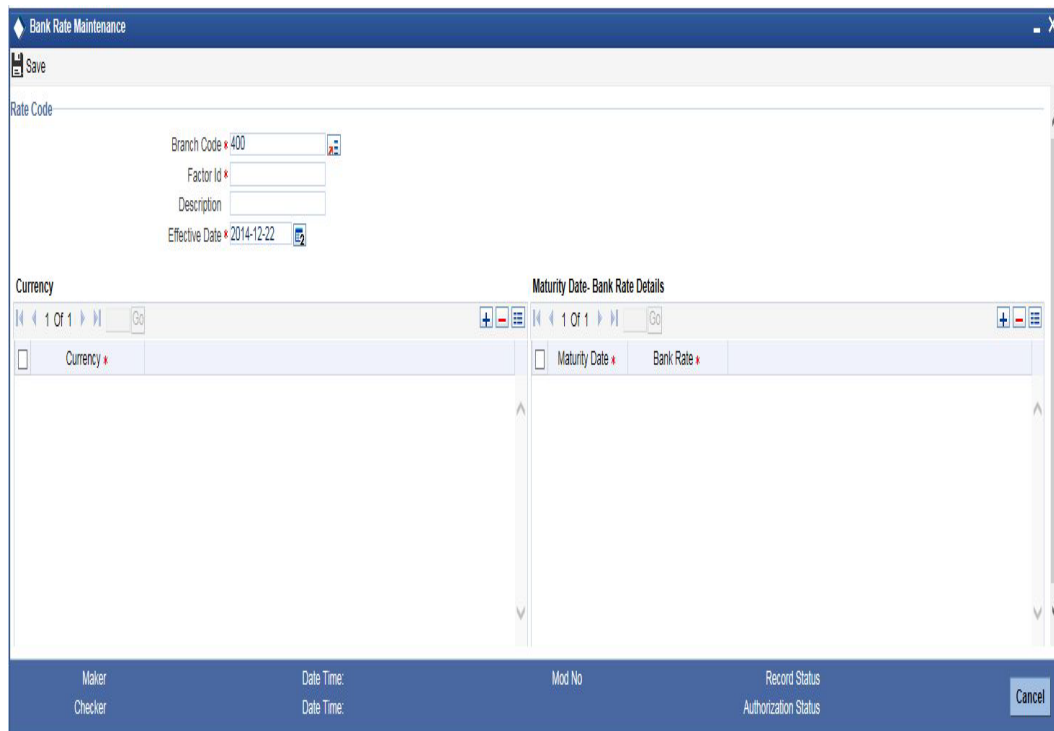 Bank Rate Maintenance
Save
Rate Code
Branch Code * 400
Factor Id *
Description
Effective Date * 2014-12-22
Currency
1 Of 1 Go
Currency *
Maturity Date- Bank Rate Details
1 Of 1 Go
Maturity Date * Bank Rate *
Maker Date Time: Mod No Record Status
Checker Date Time: Authorization Status
Cancel